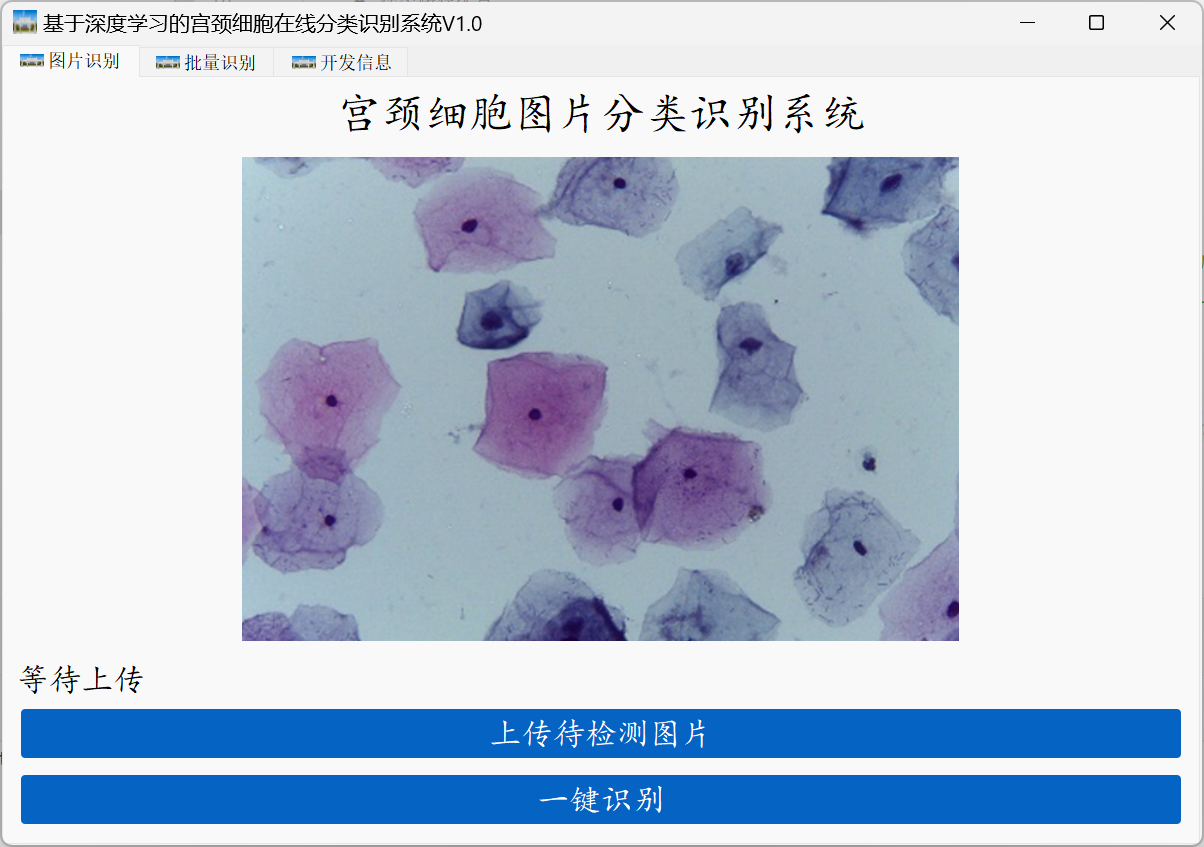 基于深度学习的宫颈细胞在线分类识别系统V1.0
图片识别 批量识别 开发信息
宫颈细胞图片分类识别系统
等待上传
上传待检测图片
一键识别